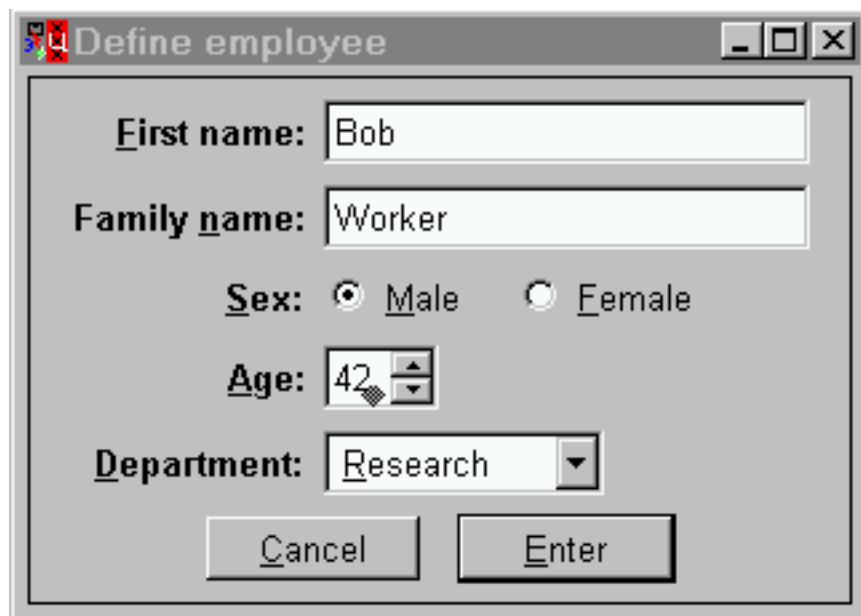 Define employee
First name: Bob
Family name: Worker
Sex: Male Female
Age: 42
Department: Research
Cancel Enter